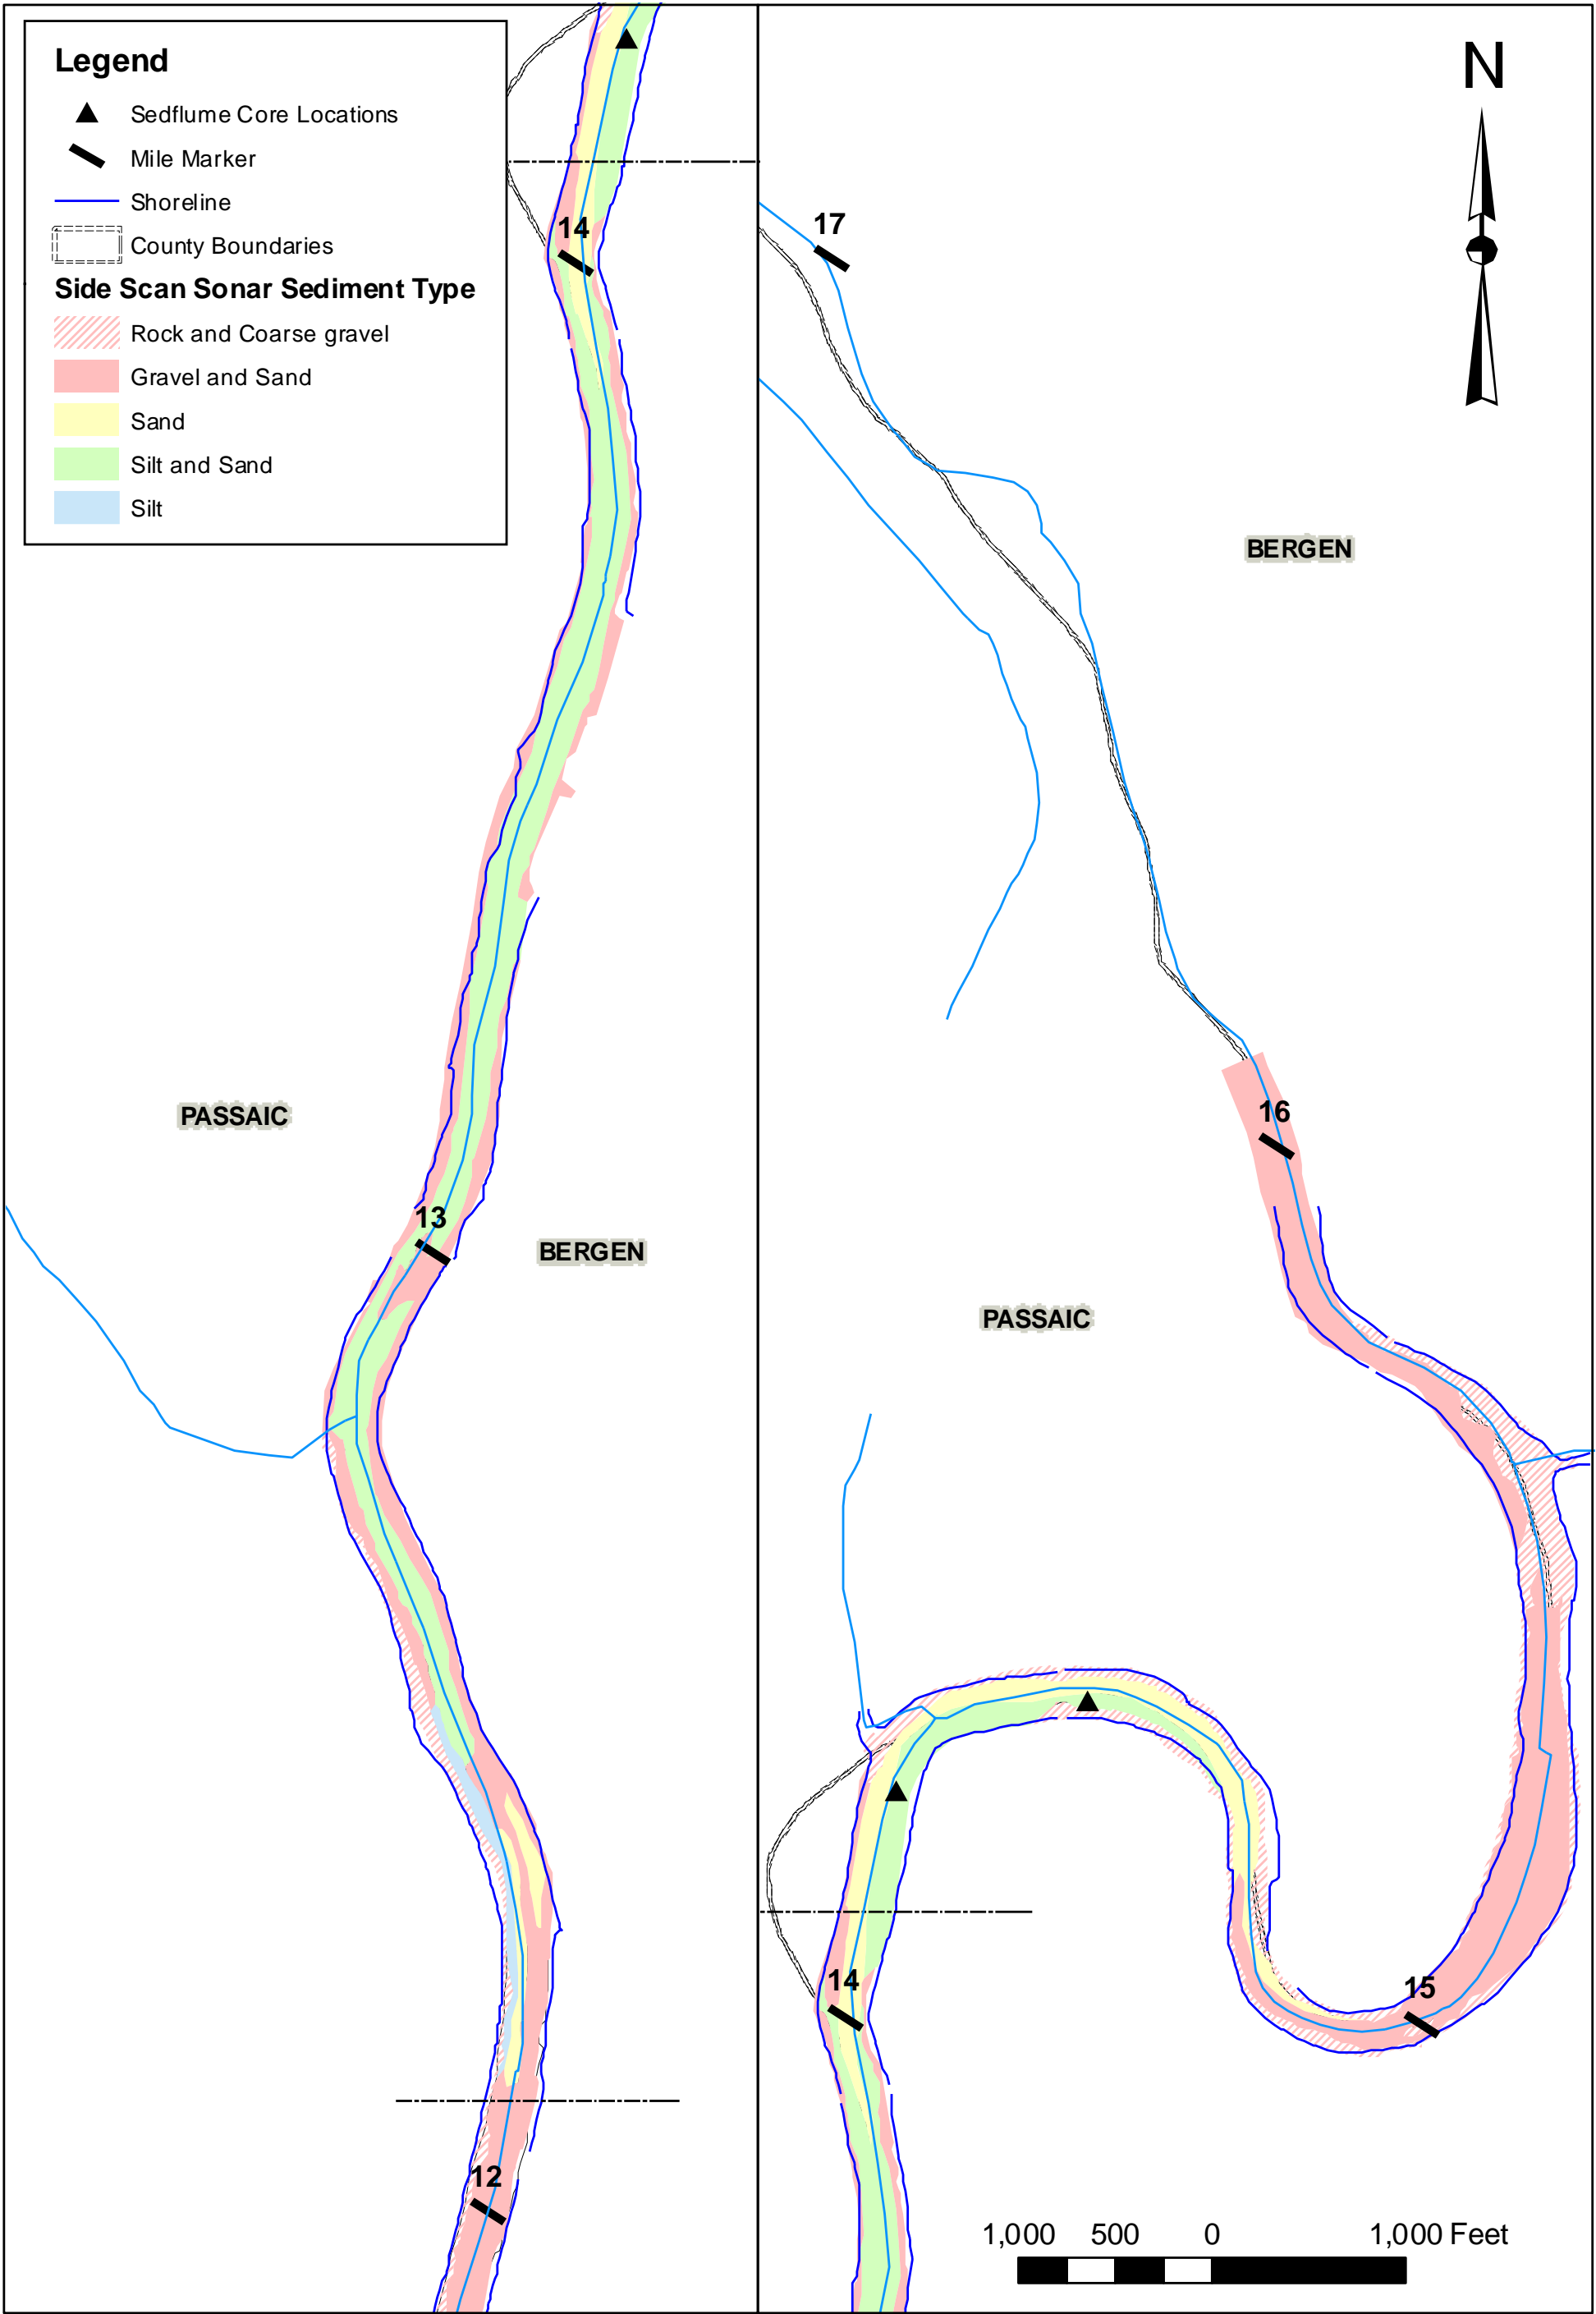 Legend
Sedflume Core Locations
Mile Marker
Shoreline
County Boundaries
Side Scan Sonar Sediment Type
Rock and Coarse gravel
Gravel and Sand
Sand
Silt and Sand
Silt
14
PASSAIC
13
BERGEN
12
N
17
BERGEN
16
PASSAIC
14
15
1,000 500 0 1,000 Feet